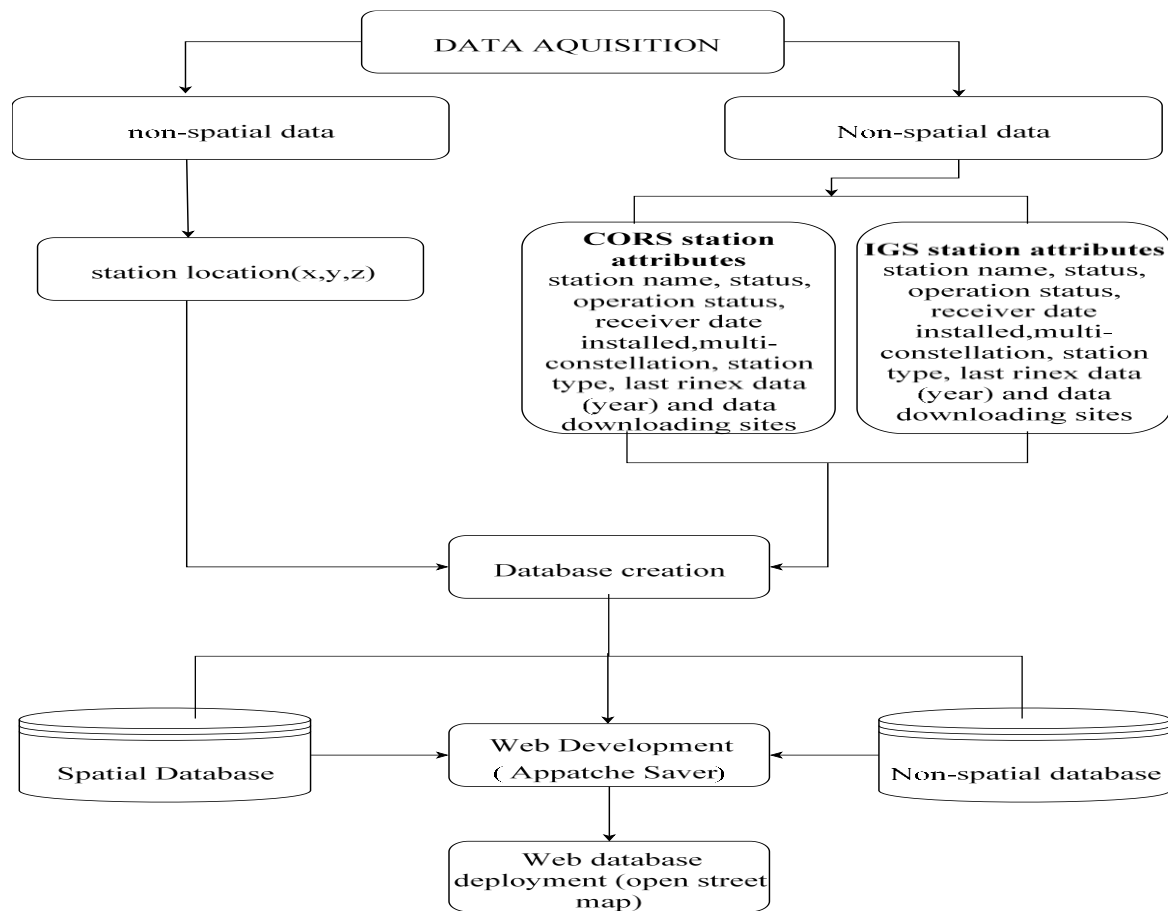 DATA AQUISITION
non-spatial data
Non-spatial data
station location(x,y,z)
CORS station
attributes
station name, status,
operation status,
receiver date
installed,multi-
constellation, station
type, last rinex data
(year) and data
downloading sites
IGS station attributes
station name, status,
operation status,
receiver date
installed,multi-
constellation, station
type, last rinex data
(year) and data
downloading sites
Database creation
Spatial Database
Web Development
( Appatche Saver)
Non-spatial database
Web database
deployment (open street
map)